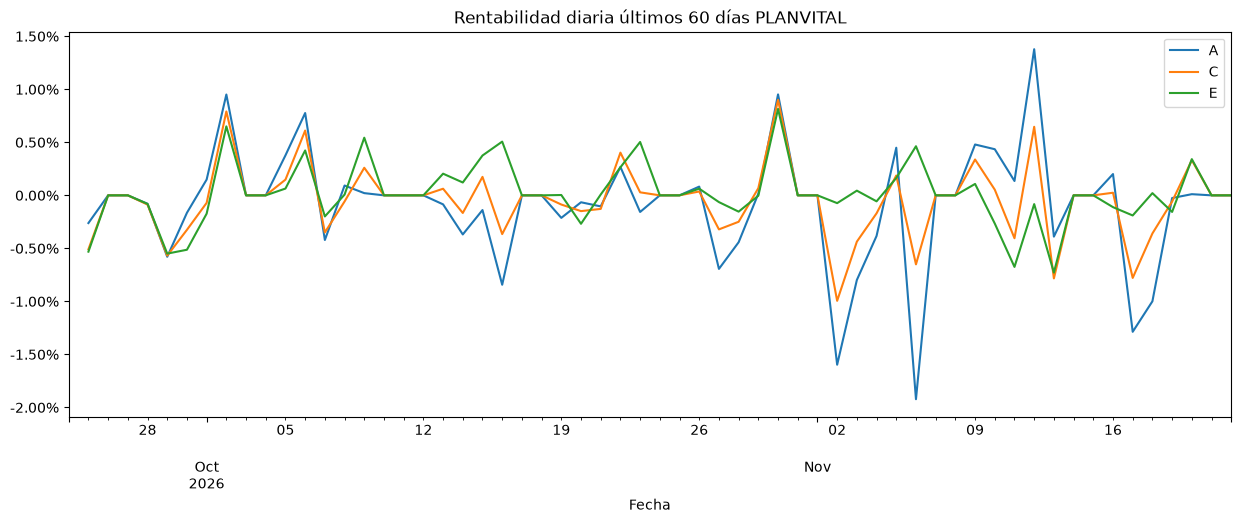 Rentabilidad diaria últimos 60 días PLANVITAL
1.50%
1.00%
0.50%
0.00%
-0.50%
-1.00%
-1.50%
-2.00%
A
C
E
28 05 12 19 26 02 09 16
Oct Nov
2026
Fecha